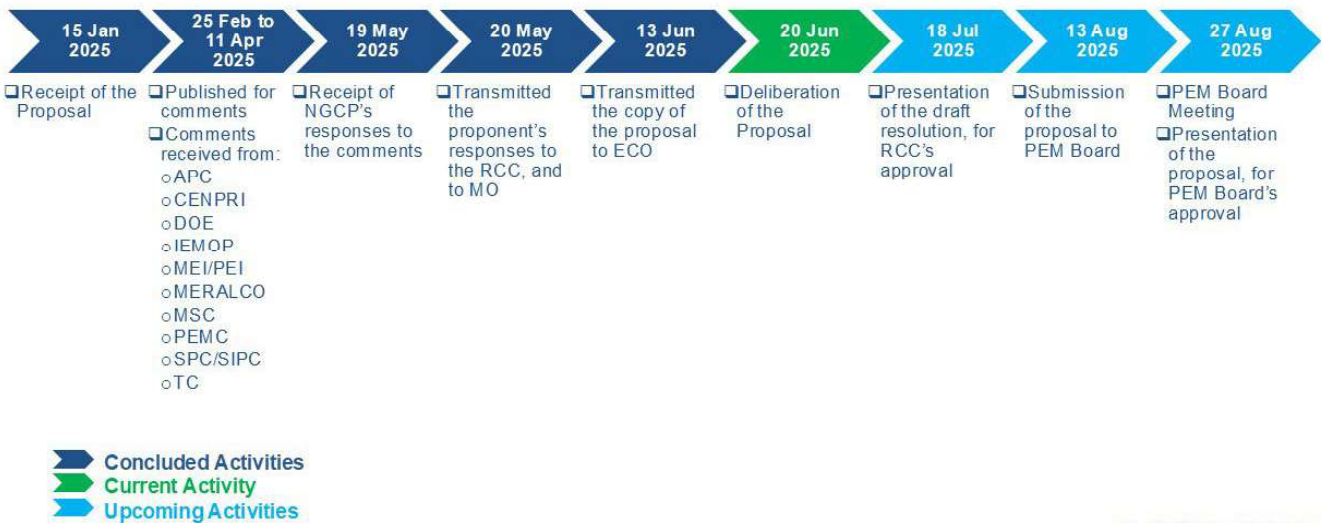 15 Jan
2025
25 Feb to
11 Apr
2025
19 May
2025
20 May
2025
13 Jun
2025
20 Jun
2025
18 Jul
2025
13 Aug
2025
27 Aug
2025
❑Receipt of the
Proposal
❑Published for
comments
❑Comments
received from:
o APC
o CENPRI
o DOE
o IEMOP
o MEI/PEI
o MERALCO
o MSC
o PEMC
o SPC/SIPC
o TC
❑Receipt of
NGCP's
responses to
the comments
❑Transmitted
the
proponent's
responses to
the RCC, and
to MO
❑Transmitted
the copy of
the proposal
to ECO
❑Deliberation
of the
Proposal
❑Presentation
of the draft
resolution, for
RCC's
approval
❑Submission
of the
proposal to
PEM Board
❑PEM Board
Meeting
❑Presentation
of the
proposal, for
PEM Board's
approval
Concluded Activities
Current Activity
Upcoming Activities